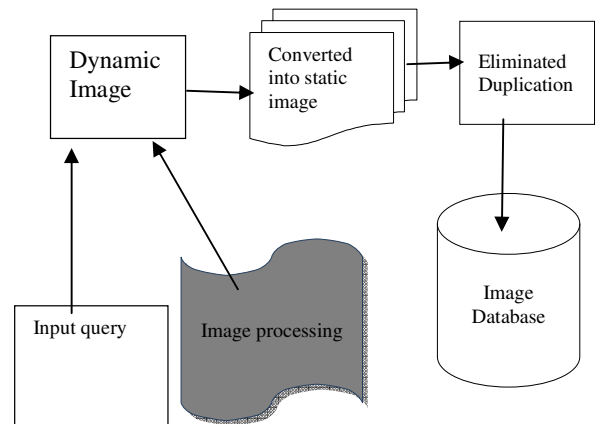 Dynamic
Image
Converted
into static
image
Eliminated
Duplication
Input query
Image processing
Image
Database